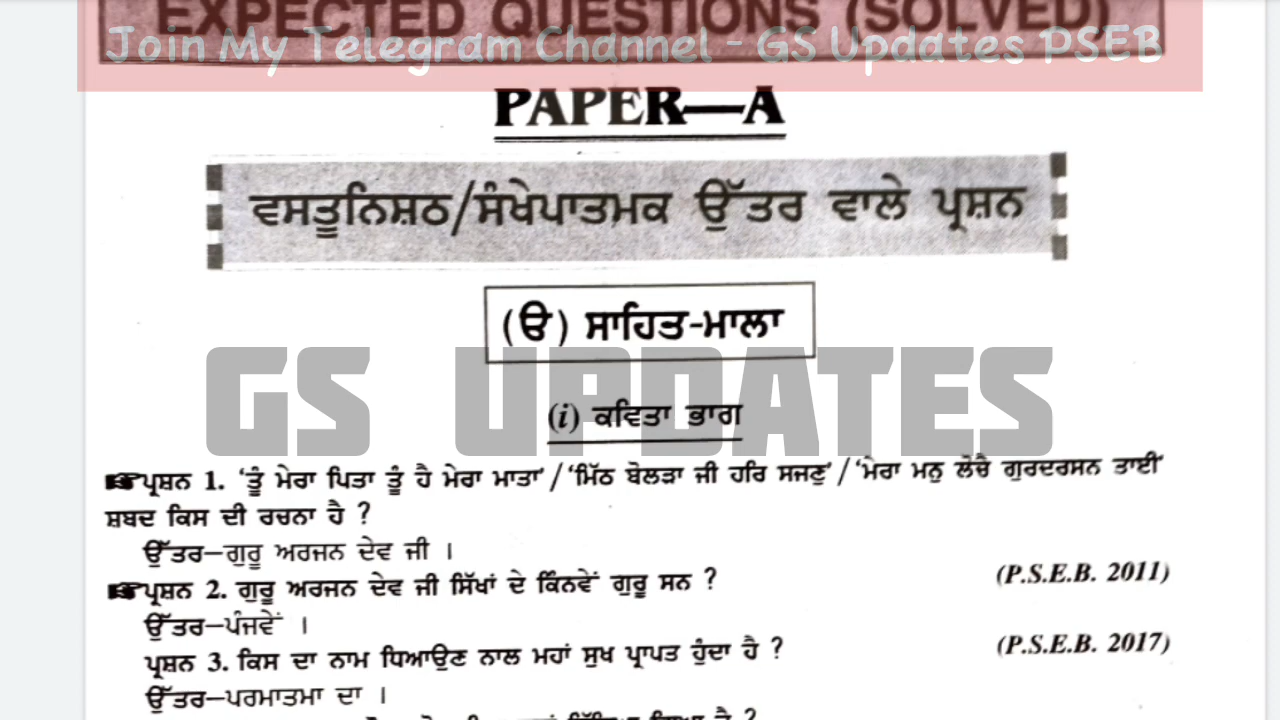 EXPECTED QUESTIONS (SOLVED)
Join My Telegram Channel - GS Updates PSEB
PAPER—A
ਵਸਤੂਨਿਸ਼ਠ/ਸੰਖੇਪਾਤਮਕ ਉੱਤਰ ਵਾਲੇ ਪ੍ਰਸ਼ਨ
(ੳ) ਸਾਹਿਤ-ਮਾਲਾ
GS UPDATES
(i) ਕਵਿਤਾ ਭਾਗ
☛ਪ੍ਰਸ਼ਨ 1. ‘ਤੂੰ ਮੇਰਾ ਪਿਤਾ ਤੂੰ ਹੈ ਮੇਰਾ ਮਾਤਾ’ / ‘ਮਿੱਠ ਬੋਲੜਾ ਜੀ ਹਰਿ ਸਜਣੁ’ / ‘ਮੇਰਾ ਮਨੁ ਲੋਚੈ ਗੁਰਦਰਸਨ ਤਾਈ’
ਸ਼ਬਦ ਕਿਸ ਦੀ ਰਚਨਾ ਹੈ ?
ਉੱਤਰ—ਗੁਰੂ ਅਰਜਨ ਦੇਵ ਜੀ ।
(P.S.E.B. 2011)
☛ਪ੍ਰਸ਼ਨ 2. ਗੁਰੂ ਅਰਜਨ ਦੇਵ ਜੀ ਸਿੱਖਾਂ ਦੇ ਕਿੰਨਵੇਂ ਗੁਰੂ ਸਨ ?
ਉੱਤਰ—ਪੰਜਵੇਂ ।
(P.S.E.B. 2017)
ਪ੍ਰਸ਼ਨ 3. ਕਿਸ ਦਾ ਨਾਮ ਧਿਆਉਣ ਨਾਲ ਮਹਾਂ ਸੁਖ ਪ੍ਰਾਪਤ ਹੁੰਦਾ ਹੈ ?
ਉੱਤਰ—ਪਰਮਾਤਮਾ ਦਾ ।